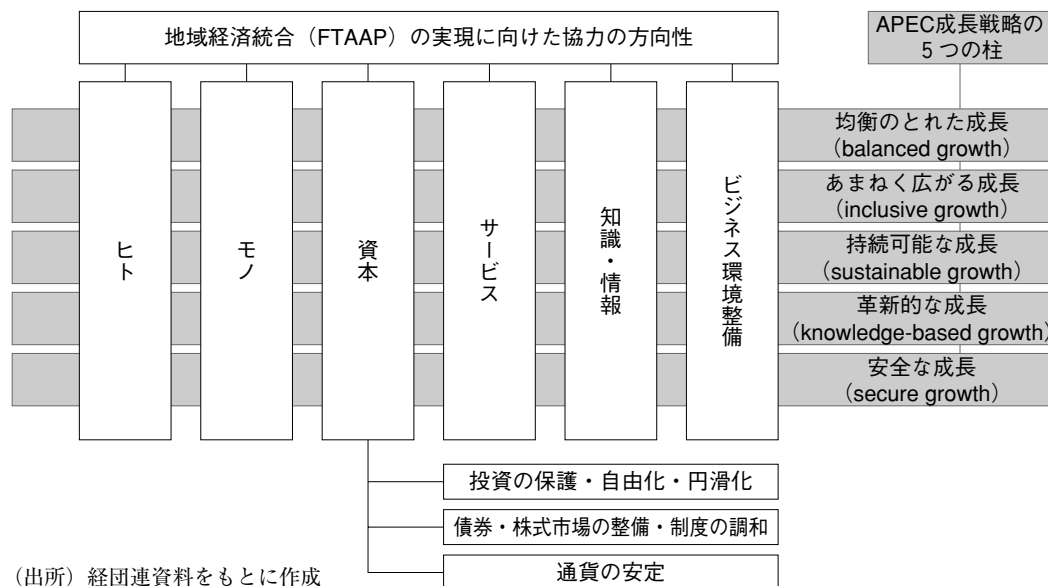 地域経済統合（FTAAP）の実現に向けた協力の方向性
APEC成長戦略の
5つの柱
ヒト
モノ
資本
サービス
知識・情報
ビジネス環境整備
均衡のとれた成長
（balanced growth）
あまねく広がる成長
（inclusive growth）
持続可能な成長
（sustainable growth）
革新的な成長
（knowledge-based growth）
安全な成長
（secure growth）
投資の保護・自由化・円滑化
債券・株式市場の整備・制度の調和
通貨の安定
（出所）経団連資料をもとに作成